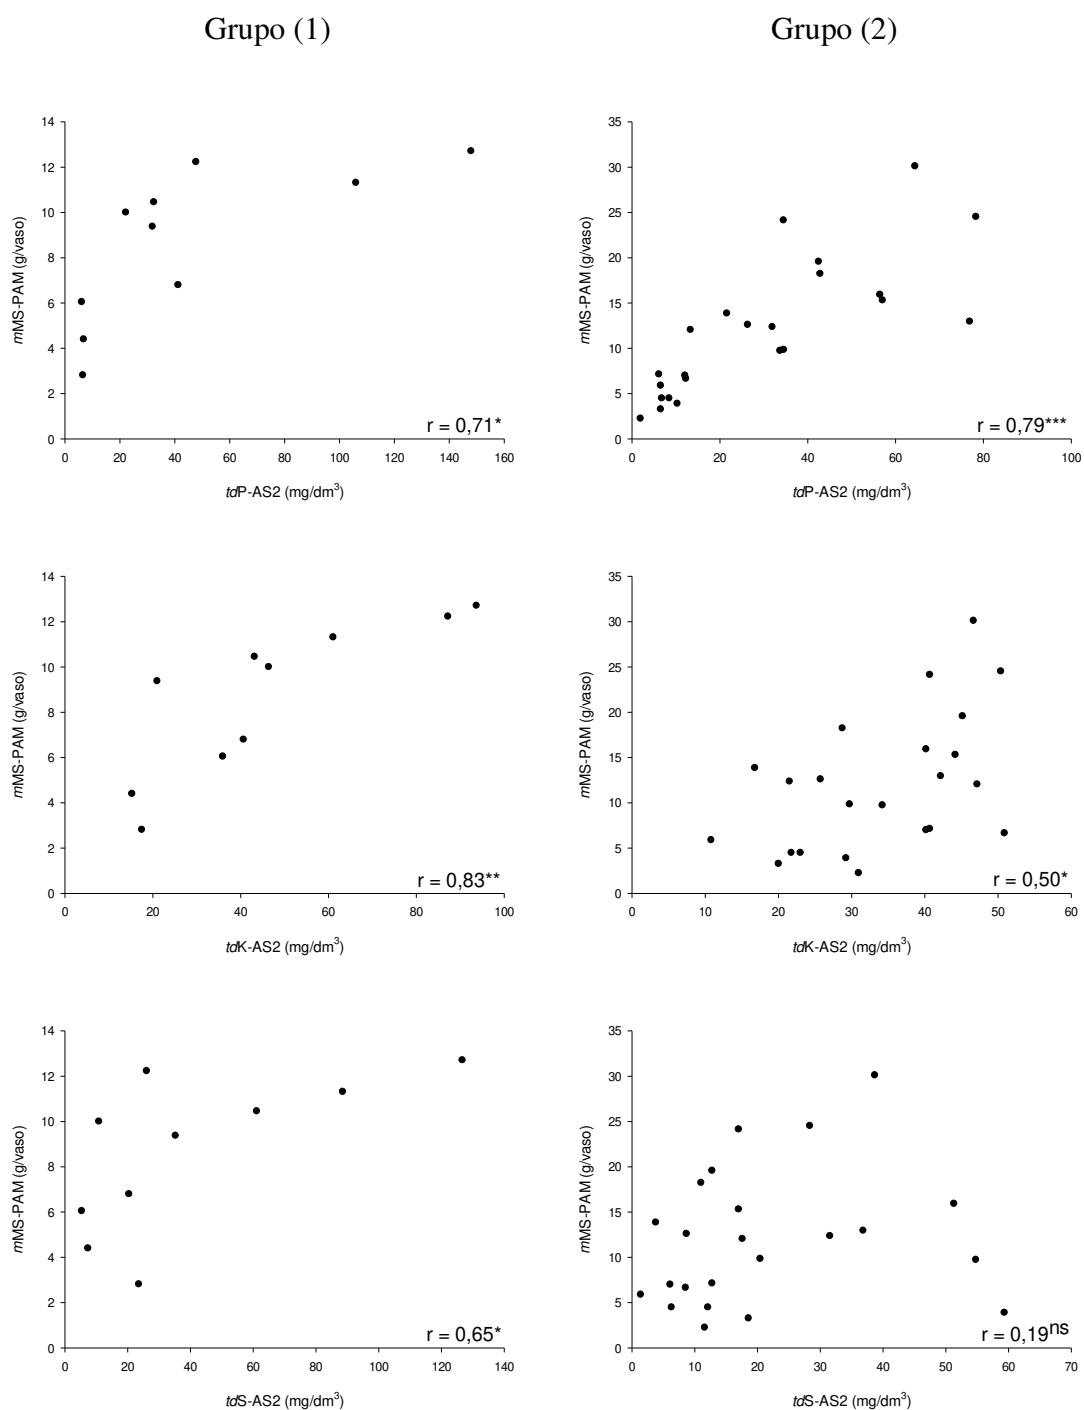 Grupo (1)
Grupo (2)
14
12
10
8
6
4
2
0
mMS-PAM (g/vaso)
r = 0,71*
0 20 40 60 80 100 120 140 160
tdP-AS2 (mg/dm³)
35
30
25
20
15
10
5
0
mMS-PAM (g/vaso)
r = 0,79***
0 20 40 60 80 100
tdP-AS2 (mg/dm³)
14
12
10
8
6
4
2
0
mMS-PAM (g/vaso)
r = 0,83**
0 20 40 60 80 100
tdK-AS2 (mg/dm³)
35
30
25
20
15
10
5
0
mMS-PAM (g/vaso)
r = 0,50*
0 10 20 30 40 50 60
tdK-AS2 (mg/dm³)
14
12
10
8
6
4
2
0
mMS-PAM (g/vaso)
r = 0,65*
0 20 40 60 80 100 120 140
tdS-AS2 (mg/dm³)
35
30
25
20
15
10
5
0
mMS-PAM (g/vaso)
r = 0,19ns
0 10 20 30 40 50 60 70
tdS-AS2 (mg/dm³)